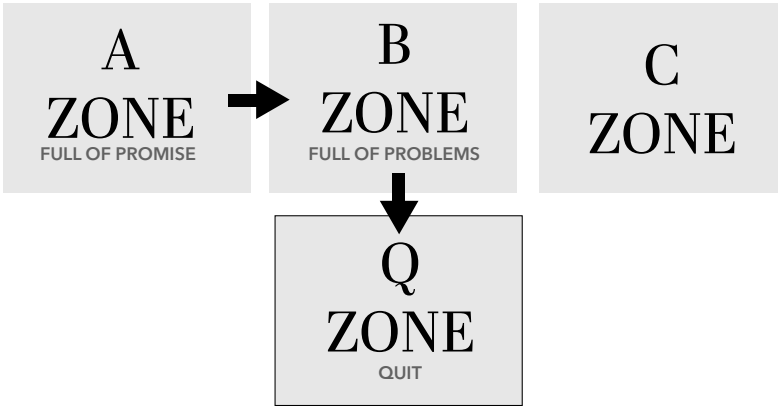 A
ZONE
FULL OF PROMISE
B
ZONE
FULL OF PROBLEMS
C
ZONE
Q
ZONE
QUIT